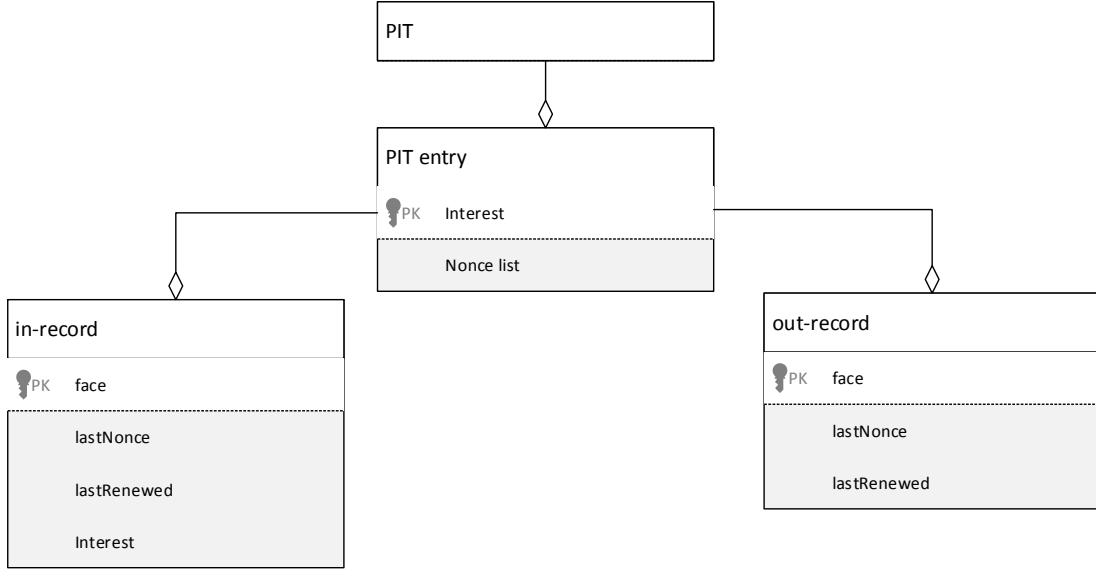 PIT
PIT entry
PK Interest
Nonce list
in-record
PK face
lastNonce
lastRenewed
Interest
out-record
PK face
lastNonce
lastRenewed